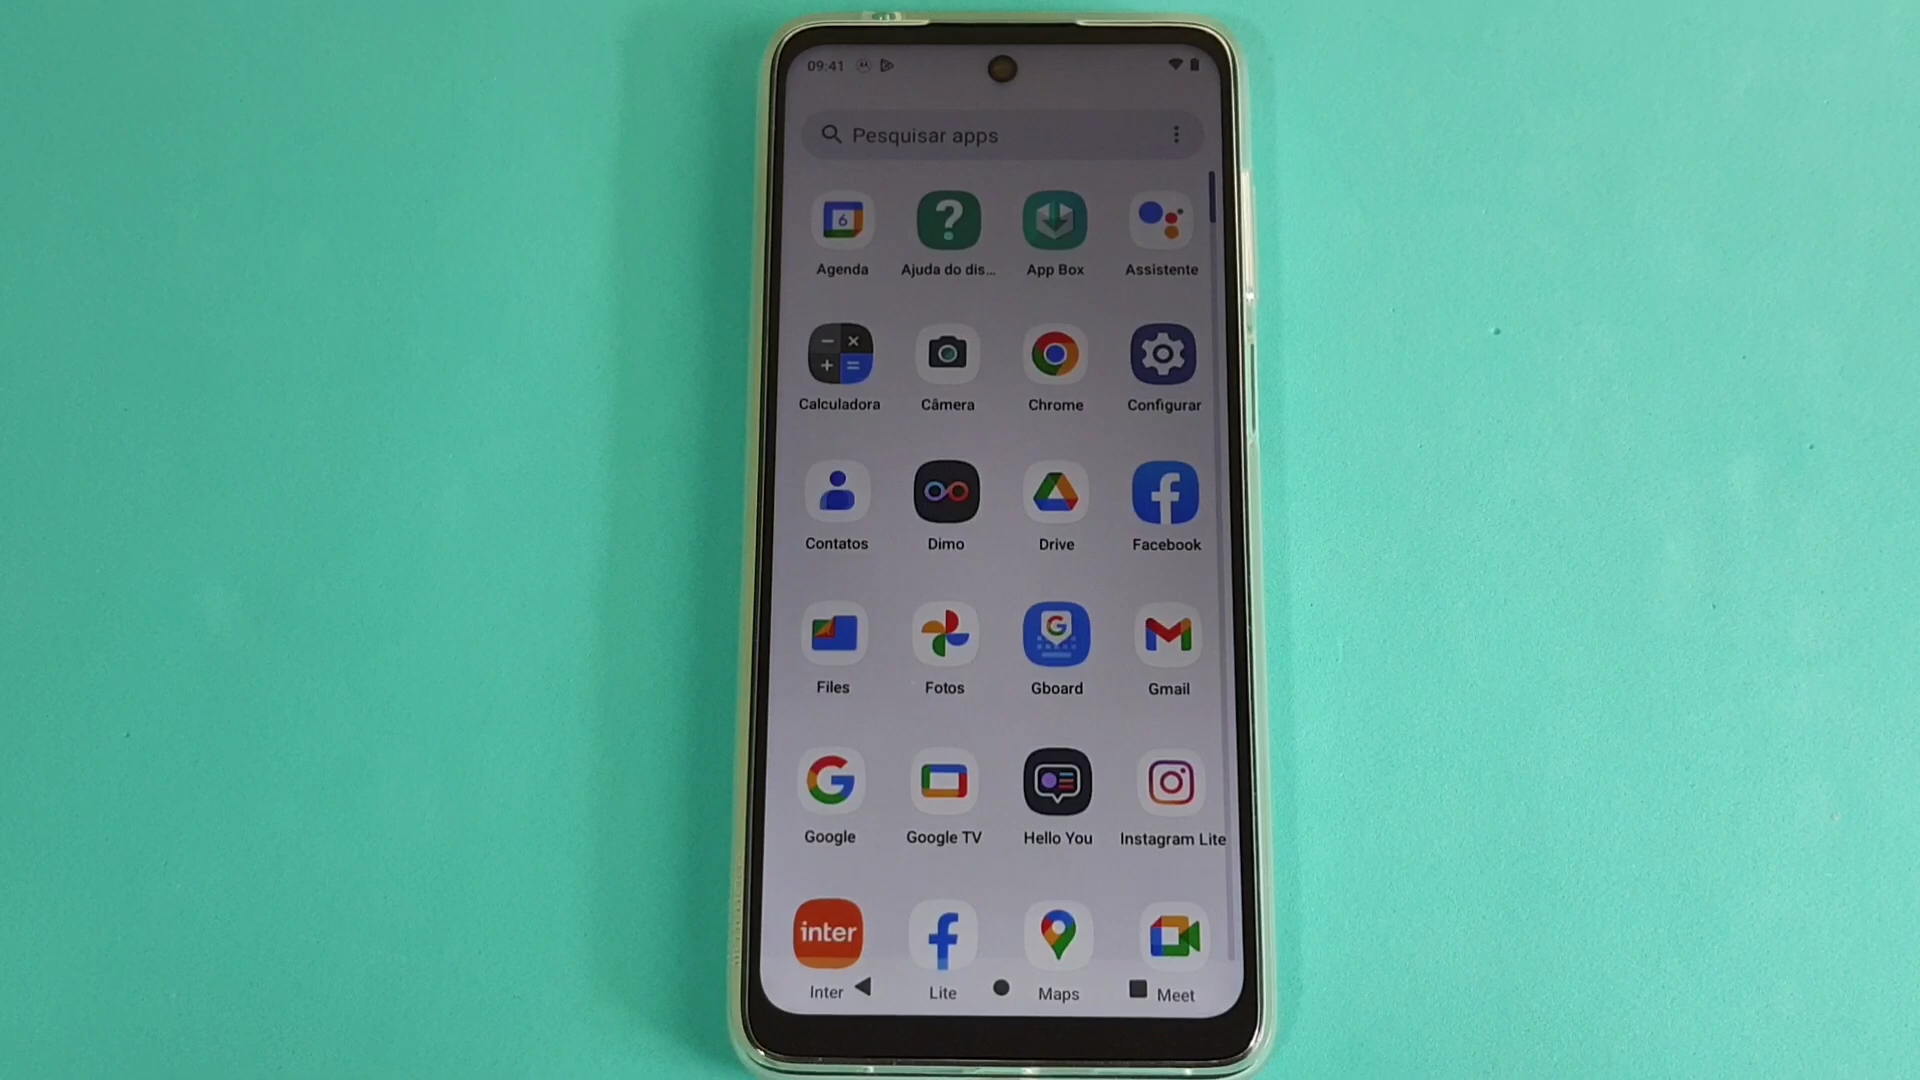 09:41
Pesquisar apps
6
Agenda Ajuda do dis... App Box Assistente
Calculadora Câmera Chrome Configurar
Contatos Dimo Drive Facebook
Files Fotos Gboard Gmail
Google Google TV Hello You Instagram Lite
inter
Inter Lite Maps Meet